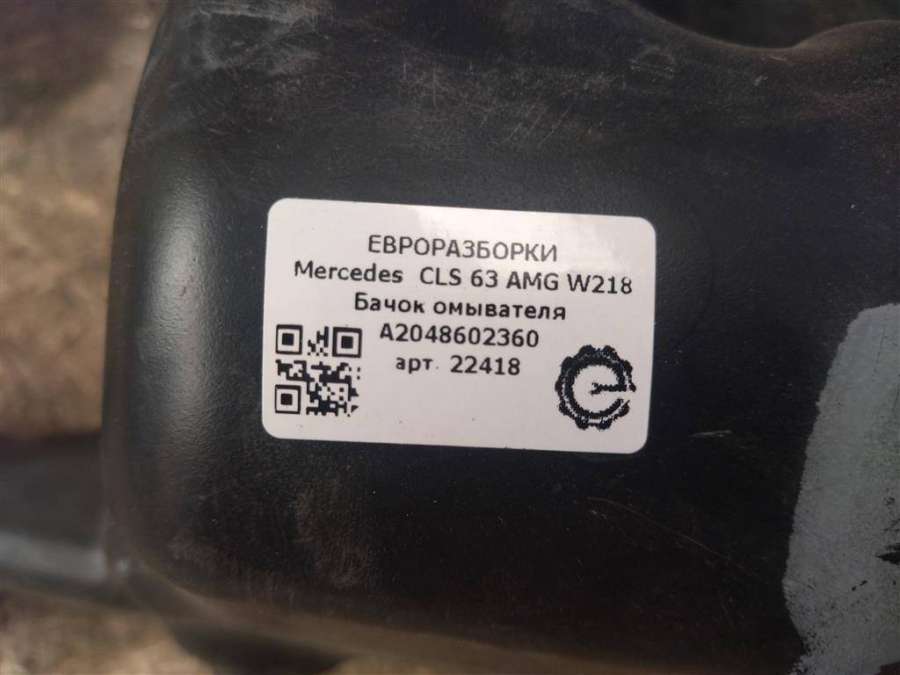 ЕВРОРАЗБОРКИ
Mercedes CLS 63 AMG W218
Бачок омывателя
A2048602360
арт. 22418